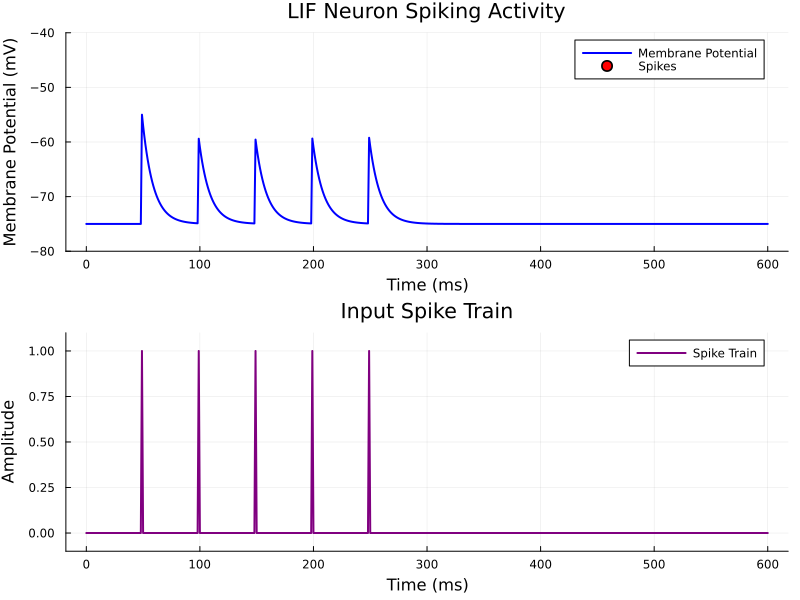 LIF Neuron Spiking Activity
Membrane Potential (mV)
−40
−50
−60
−70
−80
Membrane Potential
Spikes
0 100 200 300 400 500 600
Time (ms)
Input Spike Train
Amplitude
1.00
0.75
0.50
0.25
0.00
Spike Train
0 100 200 300 400 500 600
Time (ms)